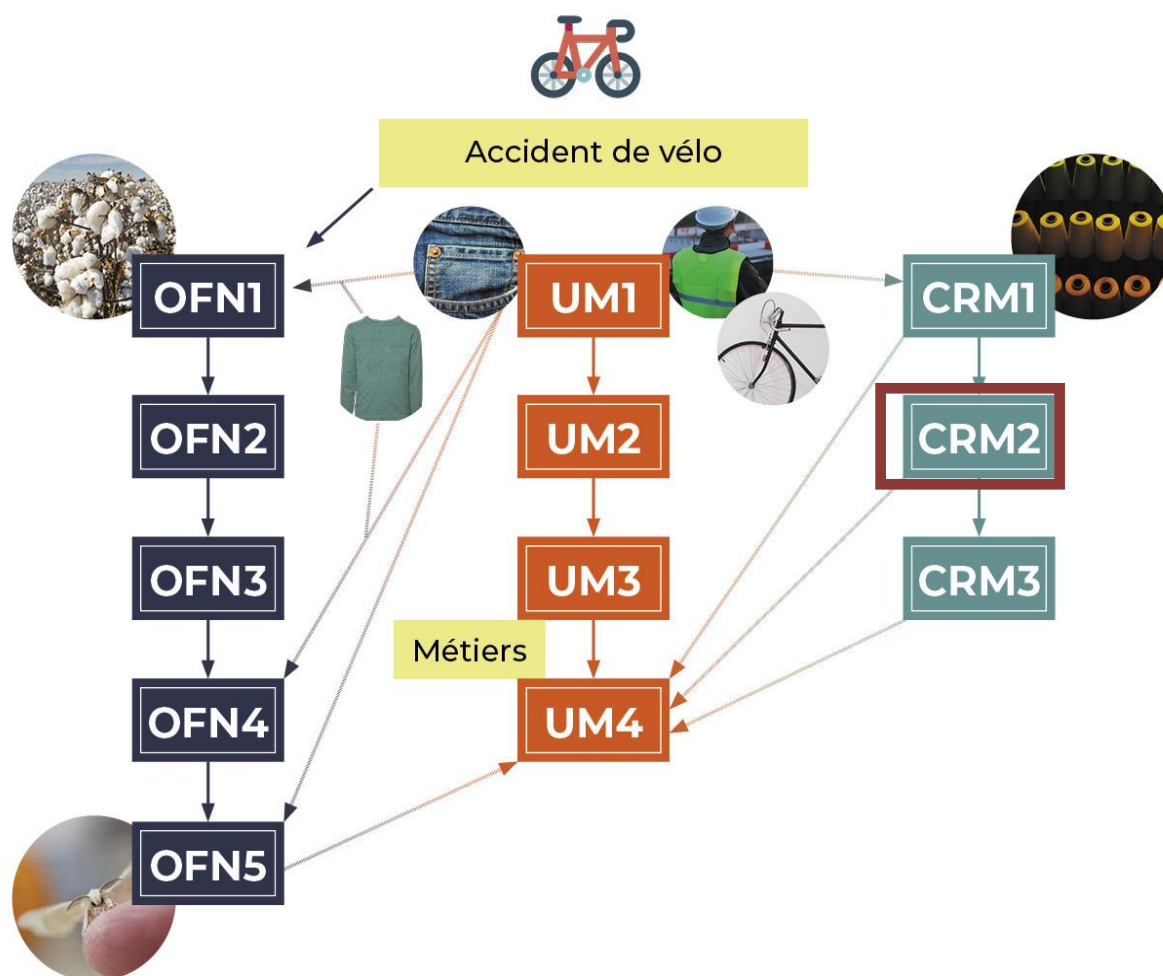 Accident de vélo
OFN1
UM1
CRM1
OFN2
UM2
CRM2
OFN3
UM3
CRM3
Métiers
OFN4
UM4
OFN5